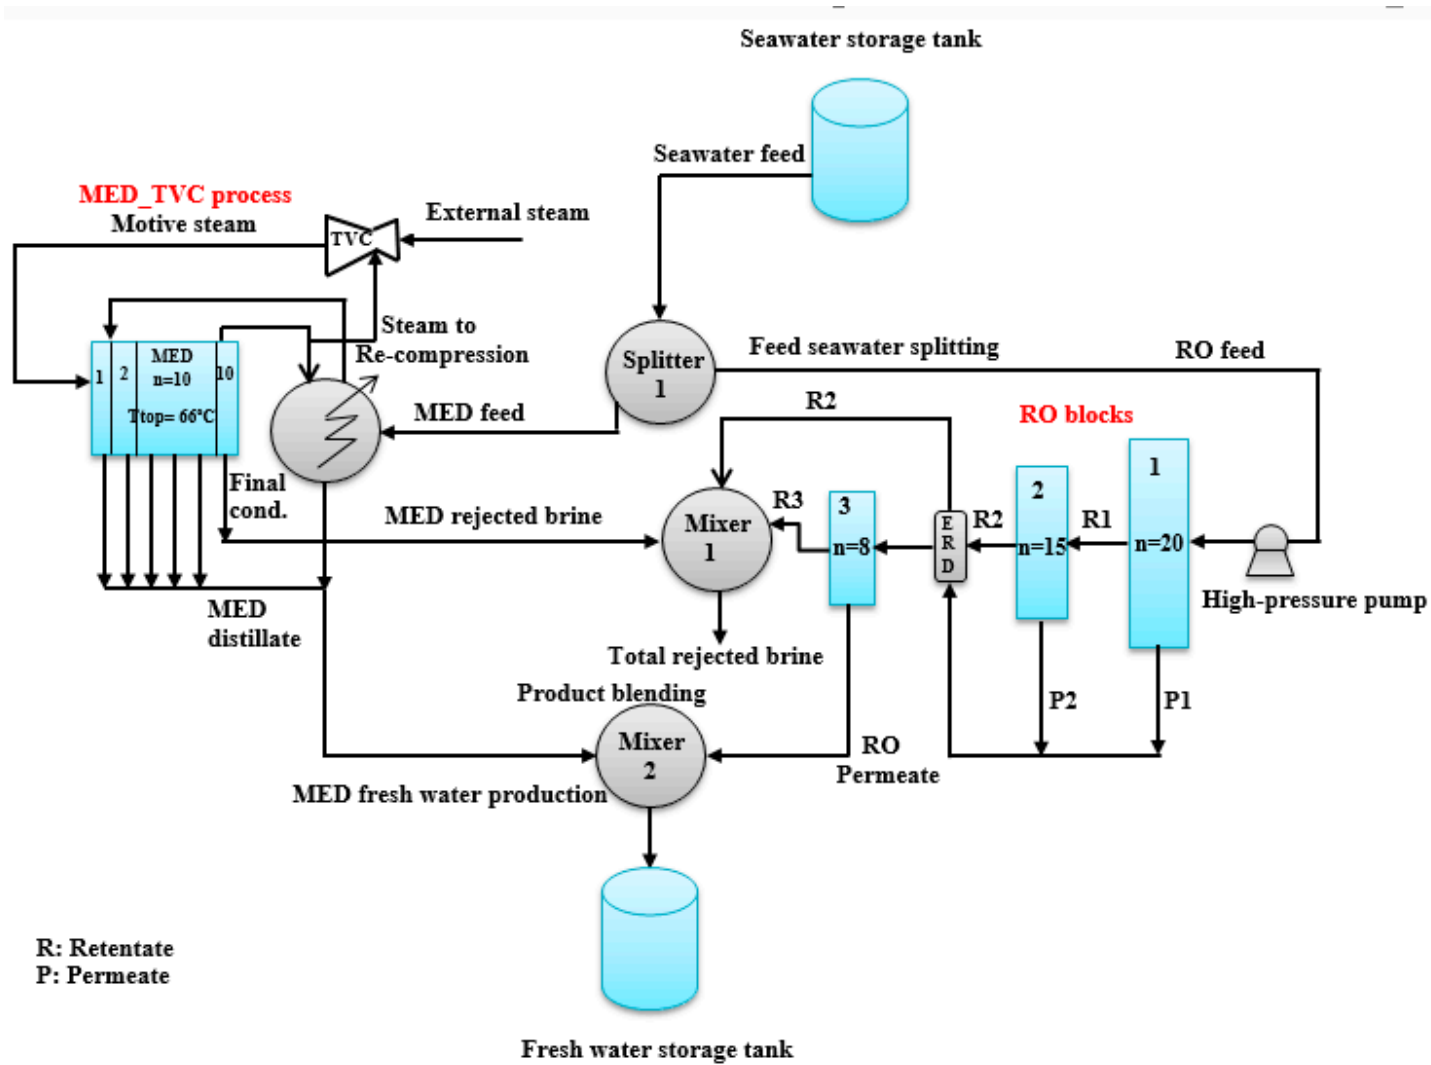 Seawater storage tank
Seawater feed
MED_TVC process
Motive steam
External steam
TVC
Steam to
Re-compression
Splitter
1
Feed seawater splitting
RO feed
1
2
MED
n=10
10
Ttop= 66ºC
MED feed
R2
RO blocks
1
n=20
2
n=15
R1
R2
E
R
D
3
n=8
R3
Final
cond.
MED rejected brine
Mixer
1
High-pressure pump
MED
distillate
Total rejected brine
Product blending
P2
P1
Mixer
2
RO
Permeate
MED fresh water production
R: Retentate
P: Permeate
Fresh water storage tank